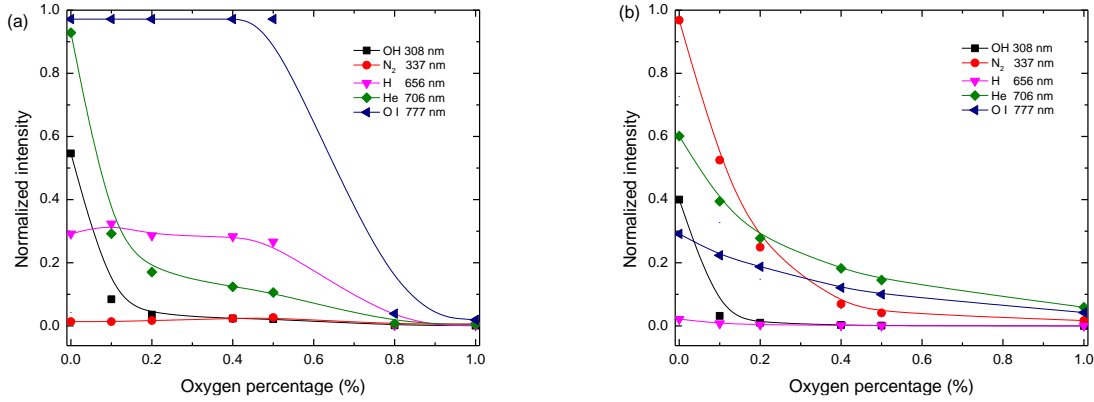 (a)
1.0
0.8
0.6
0.4
0.2
0.0
Normalized intensity
OH 308 nm
N₂ 337 nm
H 656 nm
He 706 nm
O I 777 nm
0.0 0.2 0.4 0.6 0.8 1.0
Oxygen percentage (%)
(b)
1.0
0.8
0.6
0.4
0.2
0.0
Normalized intensity
OH 308 nm
N₂ 337 nm
H 656 nm
He 706 nm
O I 777 nm
0.0 0.2 0.4 0.6 0.8 1.0
Oxygen percentage (%)